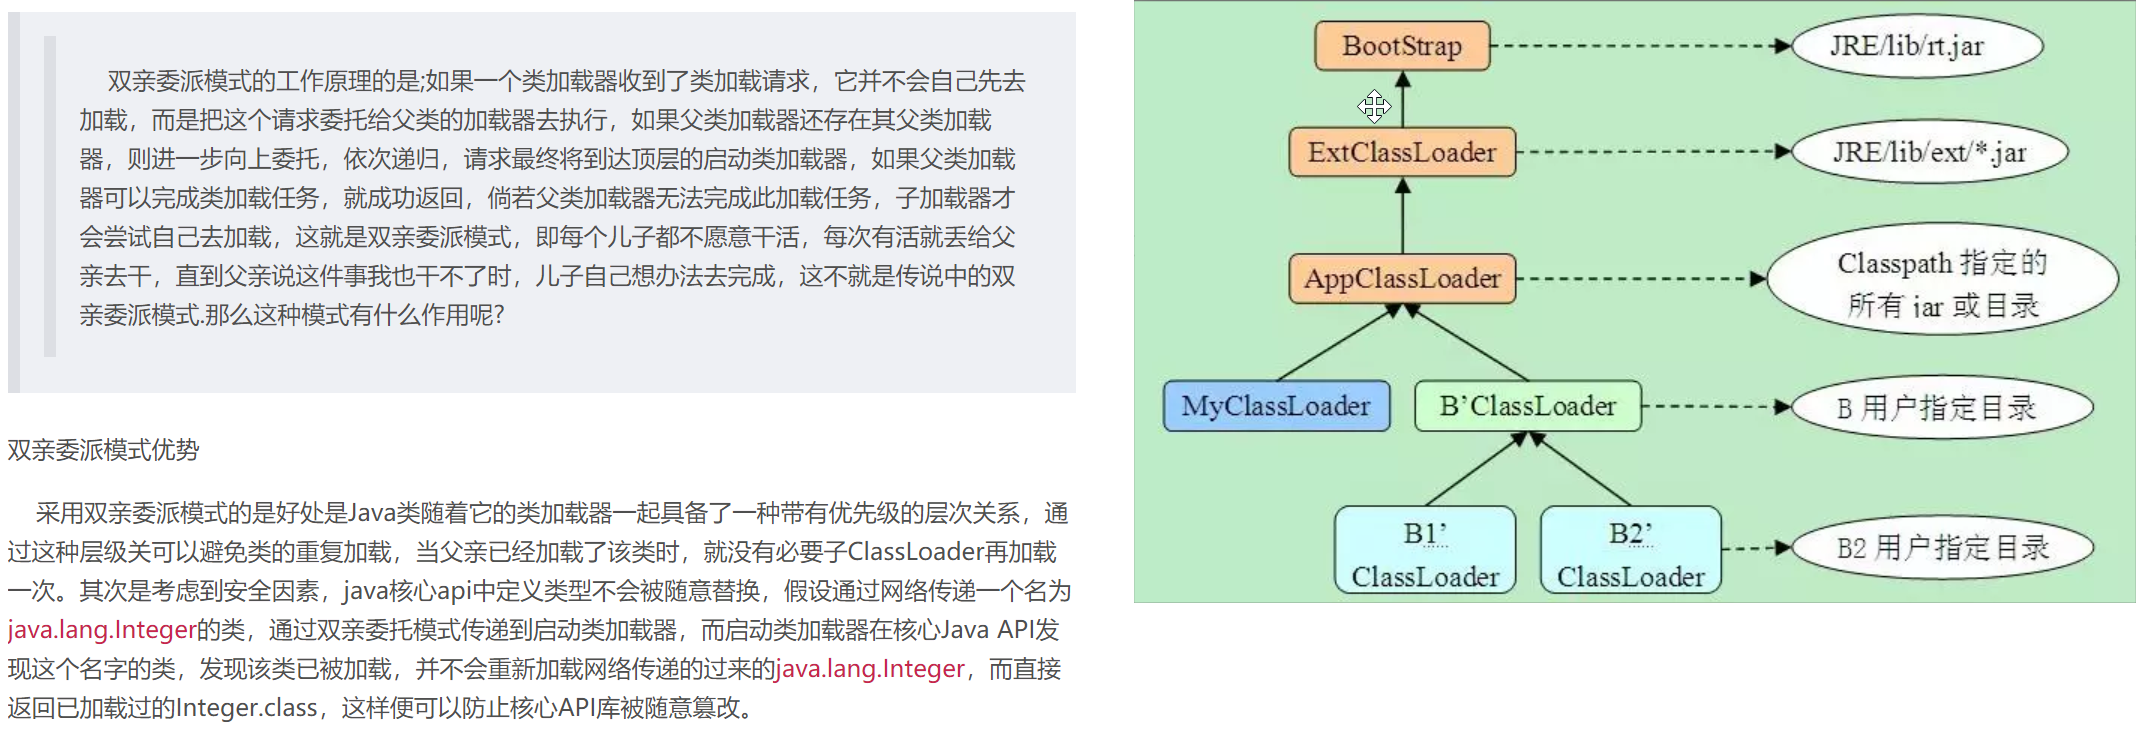 双亲委派模式的工作原理的是;如果一个类加载器收到了类加载请求，它并不会自己先去
加载，而是把这个请求委托给父类的加载器去执行，如果父类加载器还存在其父类加载
器，则进一步向上委托，依次递归，请求最终将到达顶层的启动类加载器，如果父类加载
器可以完成类加载任务，就成功返回，倘若父类加载器无法完成此加载任务，子加载器才
会尝试自己去加载，这就是双亲委派模式，即每个儿子都不愿意干活，每次有活就丢给父
亲去干，直到父亲说这件事我也干不了时，儿子自己想办法去完成，这不就是传说中的双
亲委派模式.那么这种模式有什么作用呢?
双亲委派模式优势
采用双亲委派模式的是好处是Java类随着它的类加载器一起具备了一种带有优先级的层次关系，通
过这种层级关可以避免类的重复加载，当父亲已经加载了该类时，就没有必要子ClassLoader再加载
一次。其次是考虑到安全因素，java核心api中定义类型不会被随意替换，假设通过网络传递一个名为
java.lang.Integer的类，通过双亲委托模式传递到启动类加载器，而启动类加载器在核心Java API发
现这个名字的类，发现该类已被加载，并不会重新加载网络传递的过来的java.lang.Integer，而直接
返回已加载过的Integer.class，这样便可以防止核心API库被随意篡改。
BootStrap
JRE/lib/rt.jar
ExtClassLoader
JRE/lib/ext/*.jar
AppClassLoader
Classpath 指定的
所有 jar 或目录
MyClassLoader
B’ClassLoader
B 用户指定目录
B1’
ClassLoader
B2’
ClassLoader
B2 用户指定目录